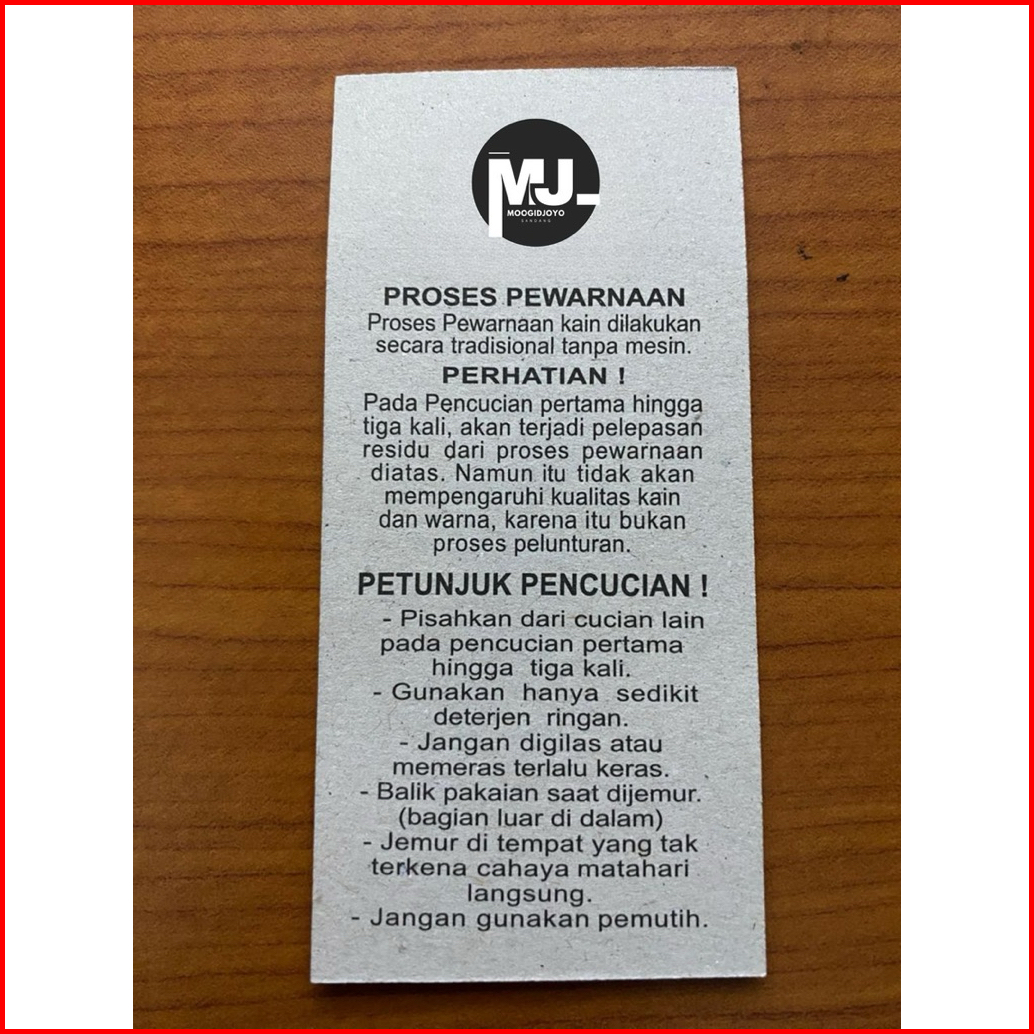 MJ
MOOGIDJOYO
SANDANG
PROSES PEWARNAAN
Proses Pewarnaan kain dilakukan
secara tradisional tanpa mesin.
PERHATIAN !
Pada Pencucian pertama hingga
tiga kali, akan terjadi pelepasan
residu dari proses pewarnaan
diatas. Namun itu tidak akan
mempengaruhi kualitas kain
dan warna, karena itu bukan
proses pelunturan.
PETUNJUK PENCUCIAN !
- Pisahkan dari cucian lain
pada pencucian pertama
hingga tiga kali.
- Gunakan hanya sedikit
deterjen ringan.
- Jangan digilas atau
memeras terlalu keras.
- Balik pakaian saat dijemur.
(bagian luar di dalam)
- Jemur di tempat yang tak
terkena cahaya matahari
langsung.
- Jangan gunakan pemutih.